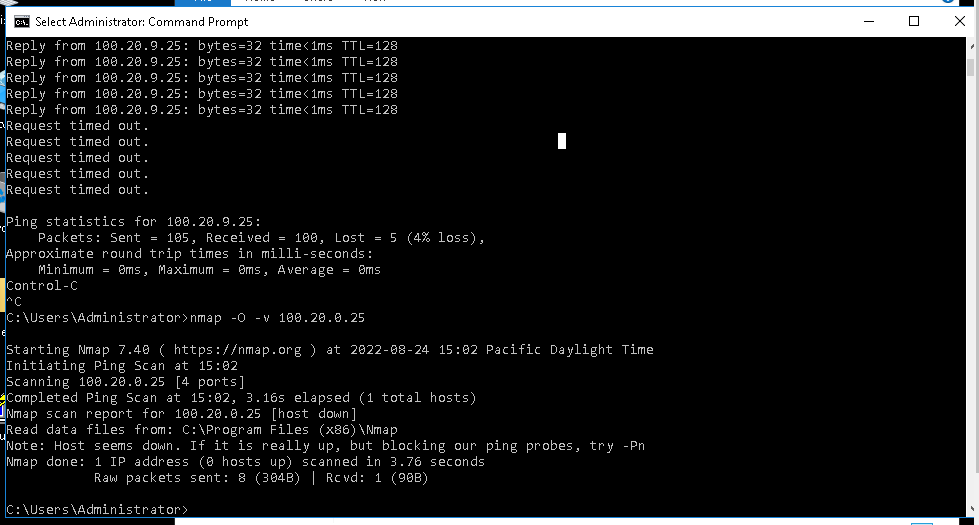 Select Administrator: Command Prompt
Reply from 100.20.9.25: bytes=32 time<1ms TTL=128
Reply from 100.20.9.25: bytes=32 time<1ms TTL=128
Reply from 100.20.9.25: bytes=32 time<1ms TTL=128
Reply from 100.20.9.25: bytes=32 time<1ms TTL=128
Reply from 100.20.9.25: bytes=32 time<1ms TTL=128
Request timed out.
Request timed out.
Request timed out.
Request timed out.
Request timed out.
Ping statistics for 100.20.9.25:
Packets: Sent = 105, Received = 100, Lost = 5 (4% loss),
Approximate round trip times in milli-seconds:
Minimum = 0ms, Maximum = 0ms, Average = 0ms
Control-C
^C
C:\Users\Administrator>nmap -O -v 100.20.0.25
Starting Nmap 7.40 ( https://nmap.org ) at 2022-08-24 15:02 Pacific Daylight Time
Initiating Ping Scan at 15:02
Scanning 100.20.0.25 [4 ports]
Completed Ping Scan at 15:02, 3.16s elapsed (1 total hosts)
Nmap scan report for 100.20.0.25 [host down]
Read data files from: C:\Program Files (x86)\Nmap
Note: Host seems down. If it is really up, but blocking our ping probes, try -Pn
Nmap done: 1 IP address (0 hosts up) scanned in 3.76 seconds
Raw packets sent: 8 (304B) | Rcvd: 1 (90B)
C:\Users\Administrator>